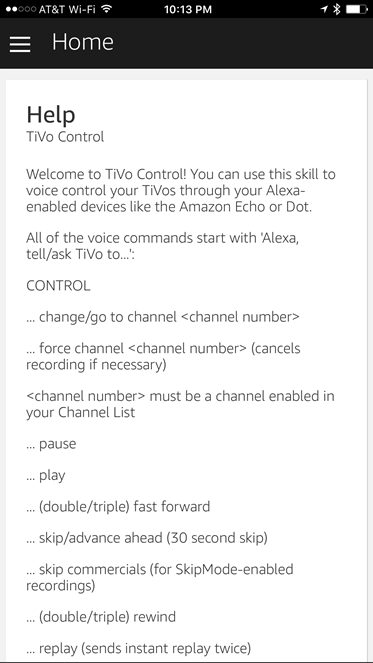 AT&T Wi-Fi 10:13 PM
Home
Help
TiVo Control
Welcome to TiVo Control! You can use this skill to
voice control your TiVos through your Alexa-
enabled devices like the Amazon Echo or Dot.
All of the voice commands start with 'Alexa,
tell/ask TiVo to...':
CONTROL
... change/go to channel <channel number>
... force channel <channel number> (cancels
recording if necessary)
<channel number> must be a channel enabled in
your Channel List
... pause
... play
... (double/triple) fast forward
... skip/advance ahead (30 second skip)
... skip commercials (for SkipMode-enabled
recordings)
... (double/triple) rewind
... replay (sends instant replay twice)